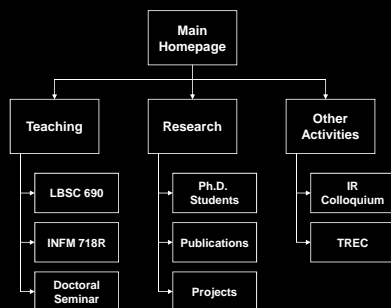 Main
Homepage
Teaching
Research
Other
Activities
LBSC 690
Ph.D.
Students
IR
Colloquium
INFM 718R
Publications
TREC
Doctoral
Seminar
Projects